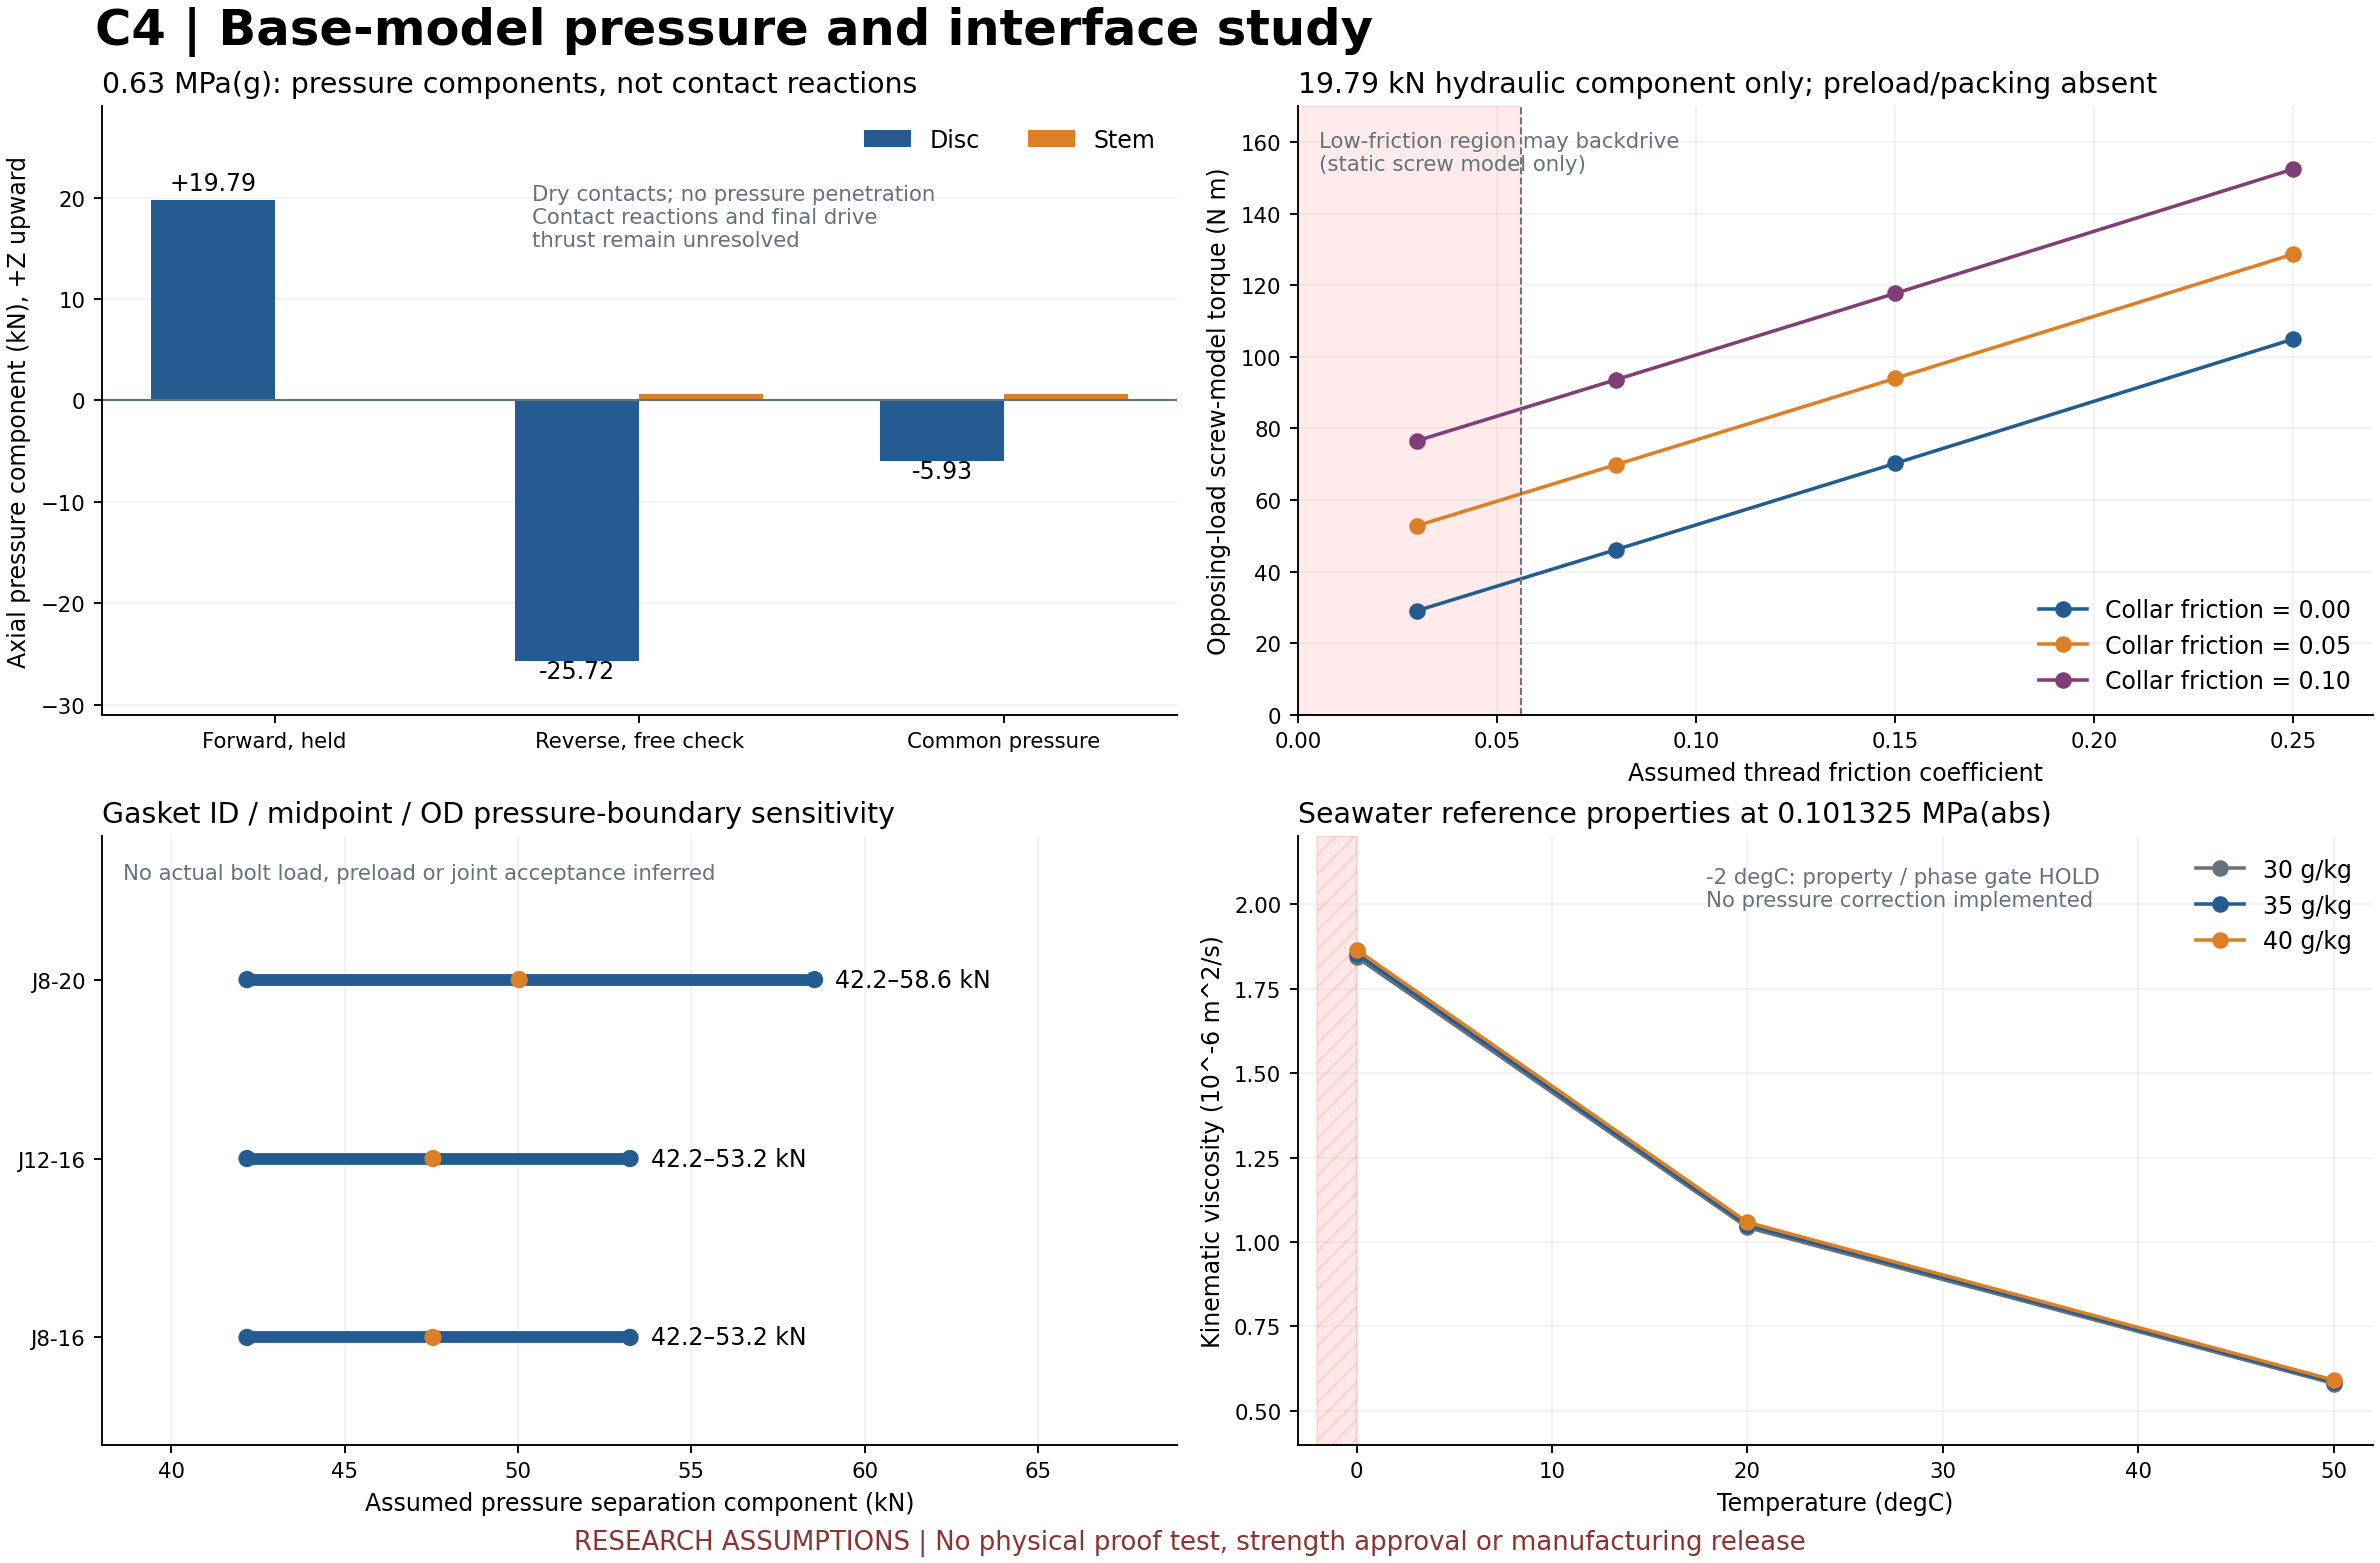 C4 | Base-model pressure and interface study
0.63 MPa(g): pressure components, not contact reactions
Disc
Stem
+19.79
Dry contacts; no pressure penetration
Contact reactions and final drive
thrust remain unresolved
-25.72
-5.93
Axial pressure component (kN), +Z upward
20
10
0
−10
−20
−30
Forward, held
Reverse, free check
Common pressure
19.79 kN hydraulic component only; preload/packing absent
Low-friction region may backdrive
(static screw model only)
Opposing-load screw-model torque (N m)
160
140
120
100
80
60
40
20
0
Collar friction = 0.00
Collar friction = 0.05
Collar friction = 0.10
0.00
0.05
0.10
0.15
0.20
0.25
Assumed thread friction coefficient
Gasket ID / midpoint / OD pressure-boundary sensitivity
No actual bolt load, preload or joint acceptance inferred
J8-20
42.2–58.6 kN
J12-16
42.2–53.2 kN
J8-16
42.2–53.2 kN
40
45
50
55
60
65
Assumed pressure separation component (kN)
Seawater reference properties at 0.101325 MPa(abs)
-2 degC: property / phase gate HOLD
No pressure correction implemented
30 g/kg
35 g/kg
40 g/kg
Kinematic viscosity (10^-6 m^2/s)
2.00
1.75
1.50
1.25
1.00
0.75
0.50
0
10
20
30
40
50
Temperature (degC)
RESEARCH ASSUMPTIONS | No physical proof test, strength approval or manufacturing release